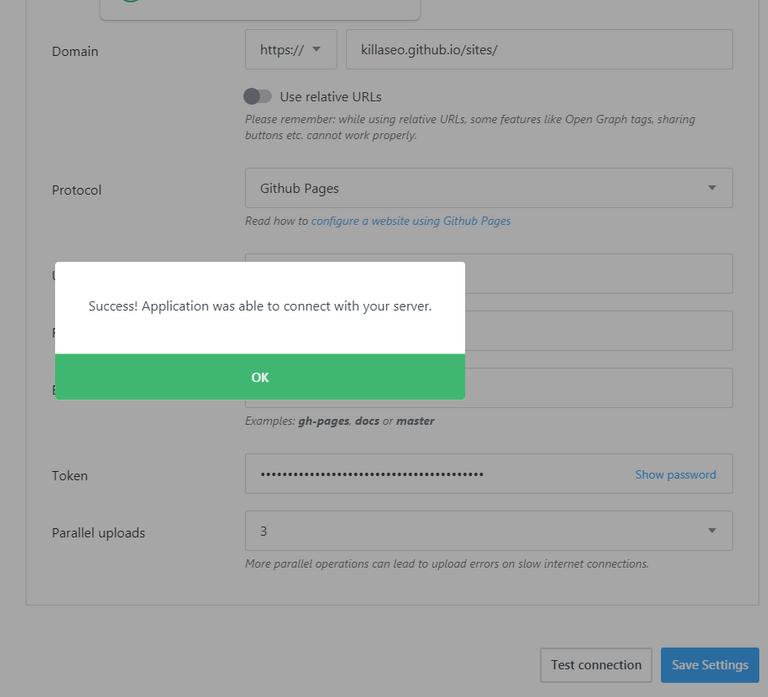 Domain
https://
killaseo.github.io/sites/
Use relative URLs
Please remember: while using relative URLs, some features like Open Graph tags, sharing
buttons etc. cannot work properly.
Protocol
Github Pages
Read how to configure a website using Github Pages
Success! Application was able to connect with your server.
OK
Examples: gh-pages, docs or master
Token
•••••••••••••••••••••••••••••••••••••••••
Show password
Parallel uploads
3
More parallel operations can lead to upload errors on slow internet connections.
Test connection
Save Settings